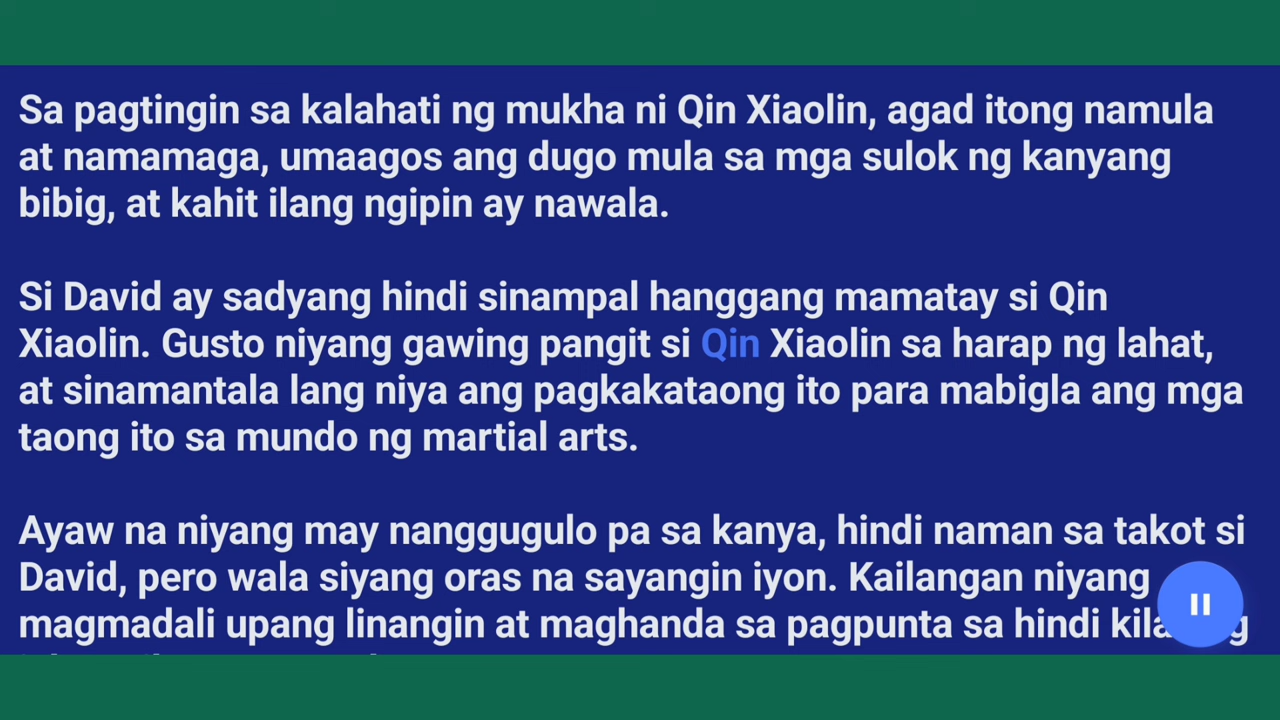 Sa pagtingin sa kalahati ng mukha ni Qin Xiaolin, agad itong namula
at namamaga, umaagos ang dugo mula sa mga sulok ng kanyang
bibig, at kahit ilang ngipin ay nawala.
Si David ay sadyang hindi sinampal hanggang mamatay si Qin
Xiaolin. Gusto niyang gawing pangit si Qin Xiaolin sa harap ng lahat,
at sinamantala lang niya ang pagkakataong ito para mabigla ang mga
taong ito sa mundo ng martial arts.
Ayaw na niyang may nanggugulo pa sa kanya, hindi naman sa takot si
David, pero wala siyang oras na sayangin iyon. Kailangan niyang
magmadali upang linangin at maghanda sa pagpunta sa hindi